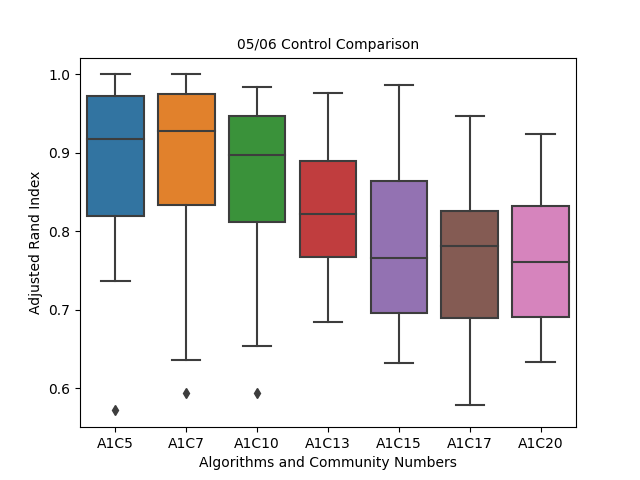 05/06 Control Comparison
1.0
0.9
0.8
0.7
0.6
Adjusted Rand Index
A1C5 A1C7 A1C10 A1C13 A1C15 A1C17 A1C20
Algorithms and Community Numbers